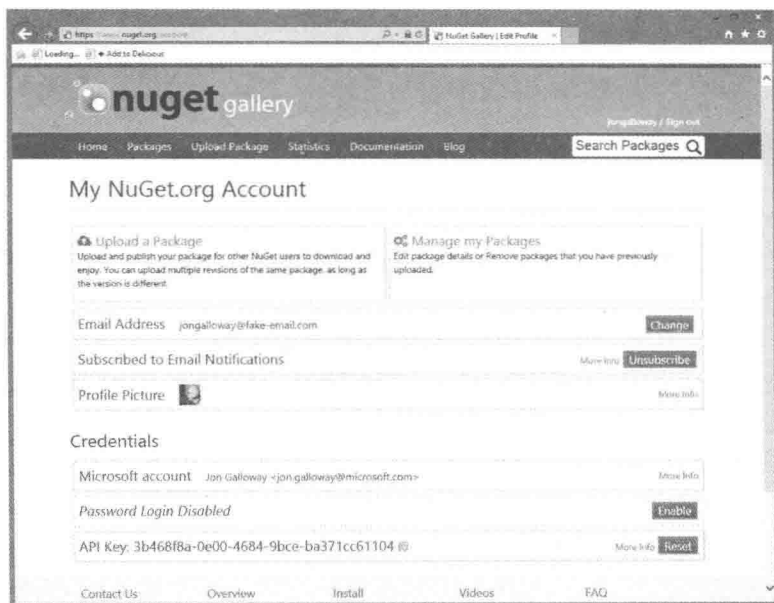 https://www.nuget.org/account
NuGet Gallery | Edit Profile
Loading...
Add to Delicious
nuget gallery
jongalloway / Sign out
Home Packages Upload Package Statistics Documentation Blog
Search Packages
My NuGet.org Account
Upload a Package
Upload and publish your package for other NuGet users to download and
enjoy. You can upload multiple revisions of the same package, as long as
the version is different.
Manage my Packages
Edit package details or Remove packages that you have previously
uploaded.
Email Address jongalloway@fake-email.com
Change
Subscribed to Email Notifications
More Info Unsubscribe
Profile Picture
More Info
Credentials
Microsoft account Jon Galloway <jon.galloway@microsoft.com>
More Info
Password Login Disabled
Enable
API Key: 3b468f8a-0e00-4684-9bce-ba371cc61104
More Info Reset
Contact Us Overview Install Videos FAQ